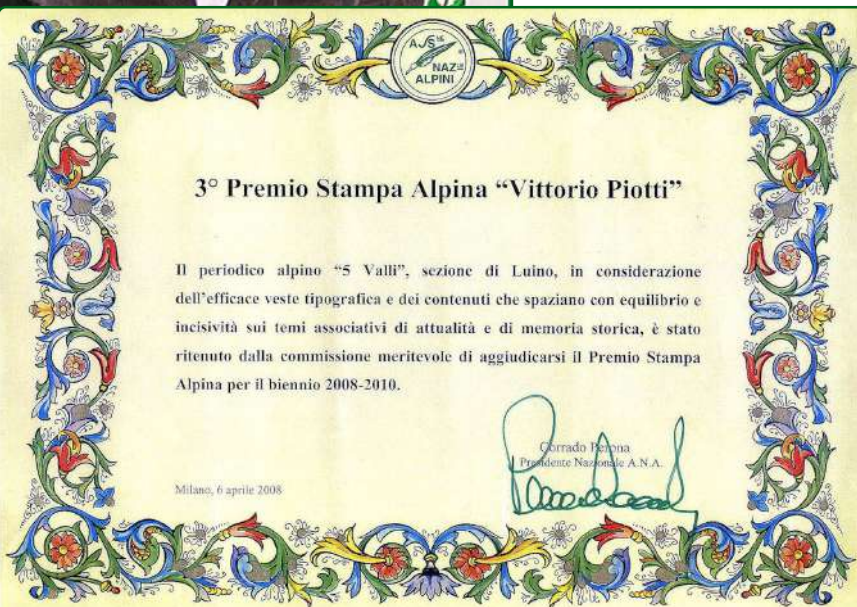 ASS.NE
NAZ.LE
ALPINI
3° Premio Stampa Alpina “Vittorio Piotti”
Il periodico alpino “5 Valli”, sezione di Luino, in considerazione
dell’efficace veste tipografica e dei contenuti che spaziano con equilibrio e
incisività sui temi associativi di attualità e di memoria storica, è stato
ritenuto dalla commissione meritevole di aggiudicarsi il Premio Stampa
Alpina per il biennio 2008-2010.
Corrado Perona
Presidente Nazionale A.N.A.
Milano, 6 aprile 2008